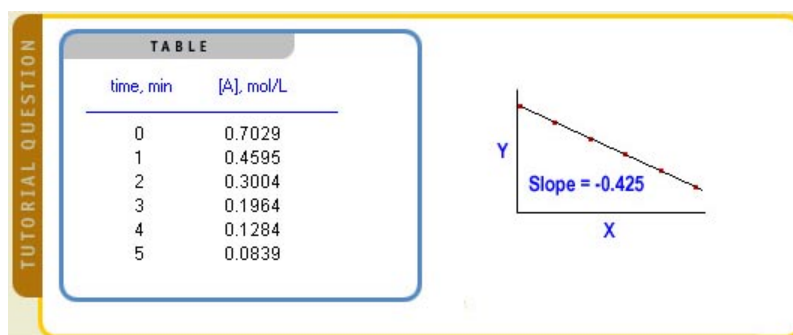 TUTORIAL QUESTION
TABLE
time, min [A], mol/L
0 0.7029
1 0.4595
2 0.3004
3 0.1964
4 0.1284
5 0.0839
Y
Slope = -0.425
X